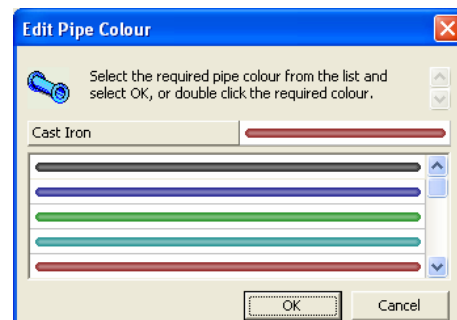 Edit Pipe Colour
Select the required pipe colour from the list and
select OK, or double click the required colour.
Cast Iron
OK
Cancel